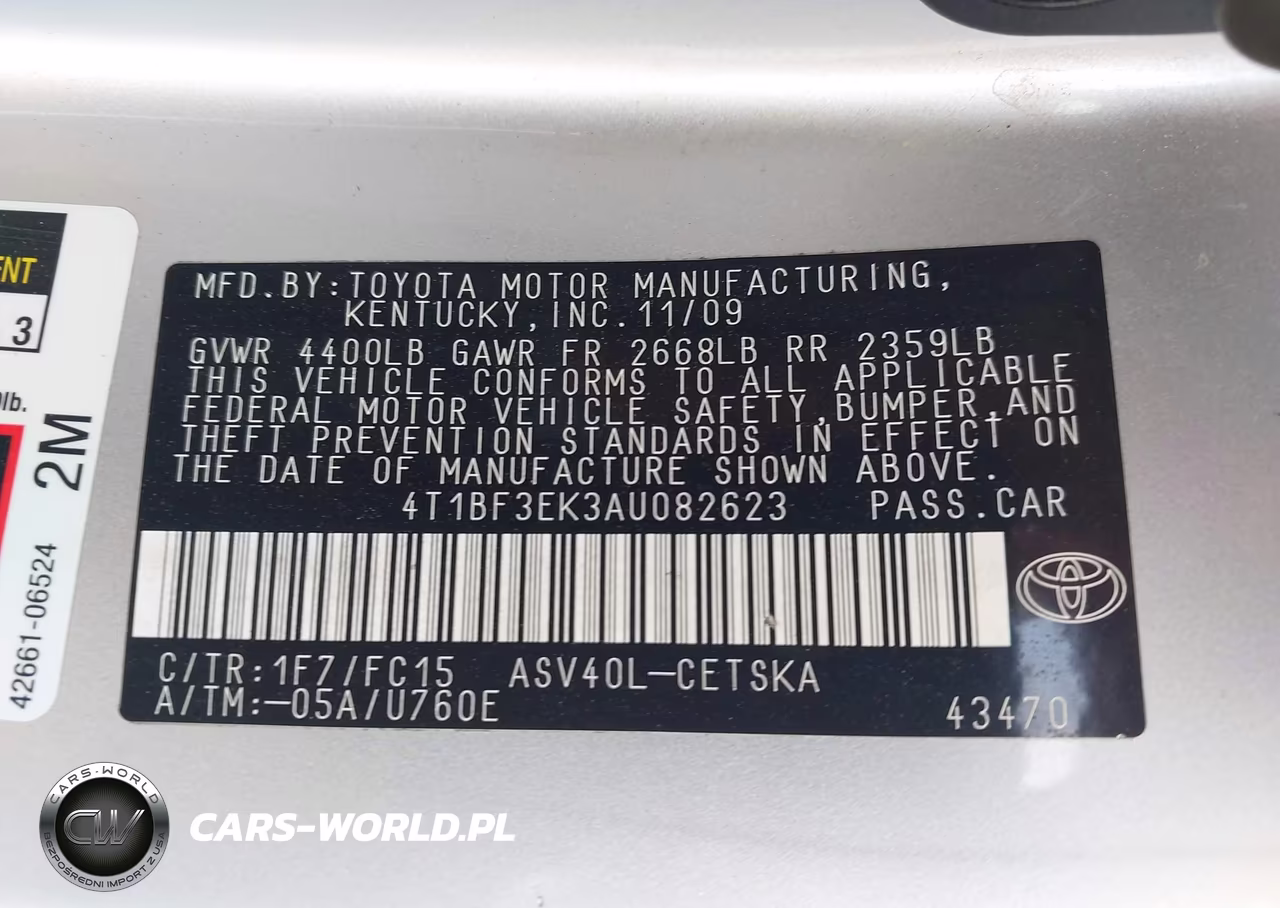 ENT
3
lb.
2M
42661-06524
MFD.BY:TOYOTA MOTOR MANUFACTURING,
KENTUCKY,INC.11/09
GVWR 4400LB GAWR FR 2668LB RR 2359LB
THIS VEHICLE CONFORMS TO ALL APPLICABLE
FEDERAL MOTOR VEHICLE SAFETY,BUMPER,AND
THEFT PREVENTION STANDARDS IN EFFECT ON
THE DATE OF MANUFACTURE SHOWN ABOVE.
4T1BF3EK3AU082623 PASS.CAR
C/TR:1F7/FC15 ASV40L-CETSKA
A/TM:-05A/U760E 43470
CARS-WORLD
CW
BEZPOŚREDNI IMPORT Z USA
CARS-WORLD.PL